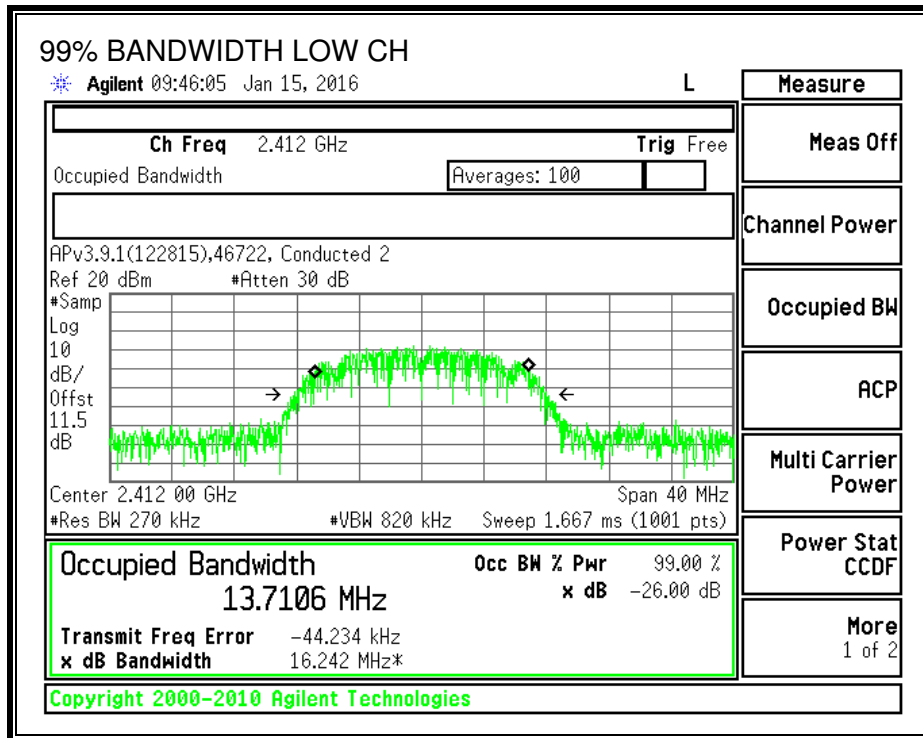 99% BANDWIDTH LOW CH
Agilent 09:46:05 Jan 15, 2016 L
Measure
Ch Freq 2.412 GHz Trig Free
Meas Off
Occupied Bandwidth Averages: 100
Channel Power
APv3.9.1(122815),46722, Conducted 2
Ref 20 dBm #Atten 30 dB
#Samp
Log
10
dB/
Offst
11.5
dB
Occupied BW
ACP
Center 2.412 00 GHz Span 40 MHz
#Res BW 270 kHz #VBW 820 kHz Sweep 1.667 ms (1001 pts)
Multi Carrier
Power
Occupied Bandwidth Occ BW % Pwr 99.00 %
13.7106 MHz x dB -26.00 dB
Transmit Freq Error -44.234 kHz
x dB Bandwidth 16.242 MHz*
Power Stat
CCDF
More
1 of 2
Copyright 2000-2010 Agilent Technologies